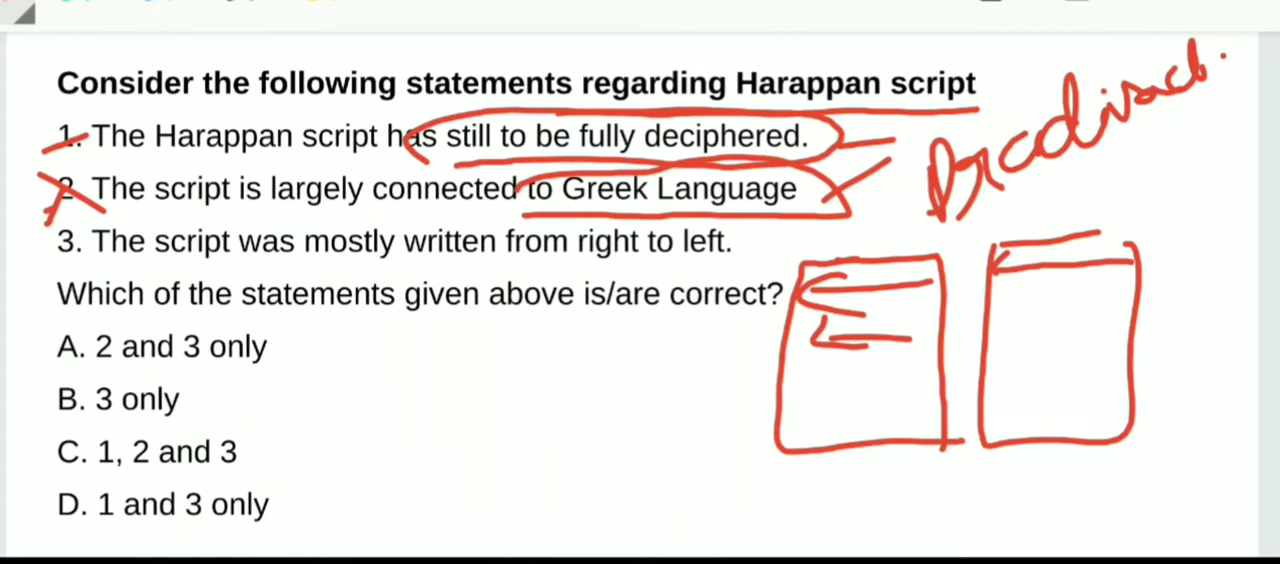 Consider the following statements regarding Harappan script
1. The Harappan script has still to be fully deciphered.
2. The script is largely connected to Greek Language
3. The script was mostly written from right to left.
Which of the statements given above is/are correct?
A. 2 and 3 only
B. 3 only
C. 1, 2 and 3
D. 1 and 3 only